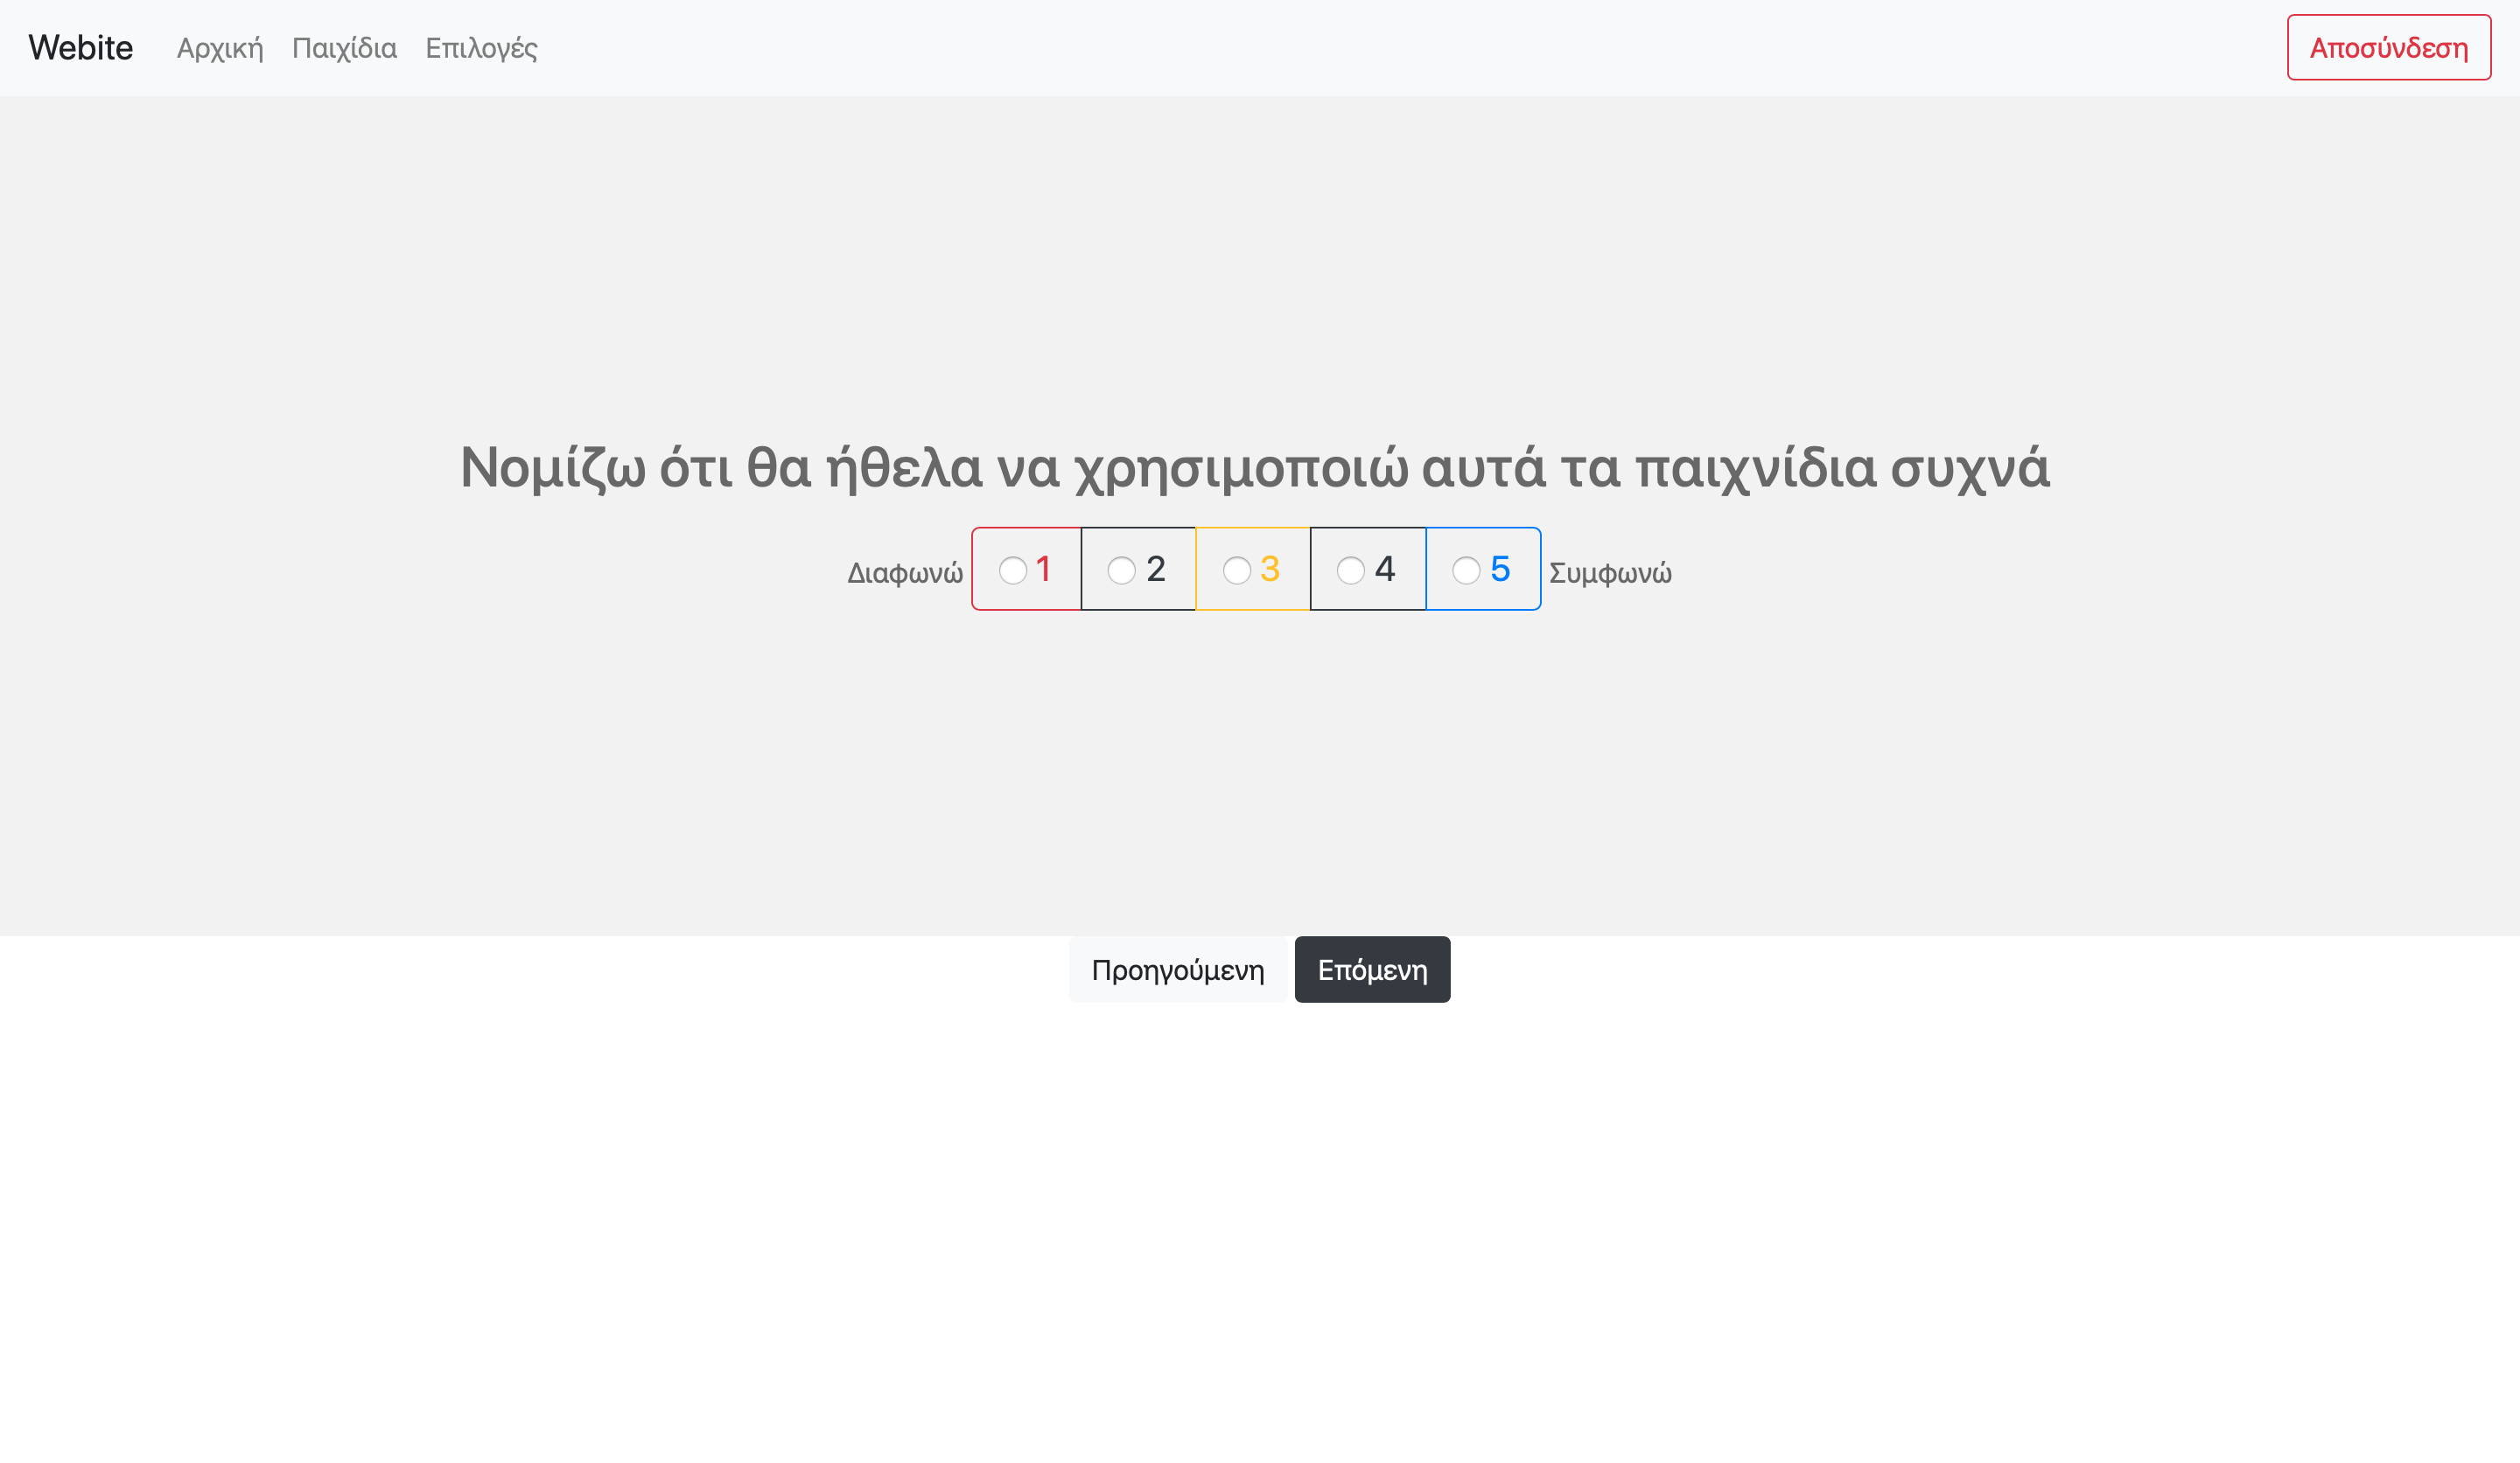 Webite Αρχική Παιχίδια Επιλογές Αποσύνδεση
Νομίζω ότι θα ήθελα να χρησιμοποιώ αυτά τα παιχνίδια συχνά
Διαφωνώ 1 2 3 4 5 Συμφωνώ
Προηγούμενη Επόμενη